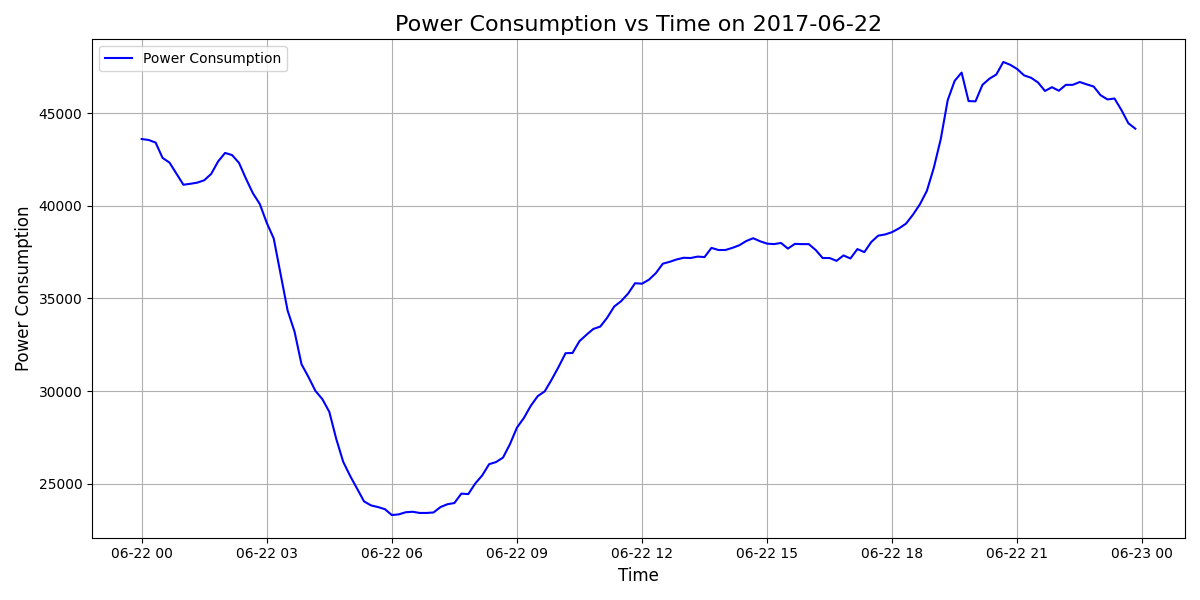 Power Consumption vs Time on 2017-06-22
Power Consumption
45000
40000
35000
30000
25000
Power Consumption
06-22 00 06-22 03 06-22 06 06-22 09 06-22 12 06-22 15 06-22 18 06-22 21 06-23 00
Time